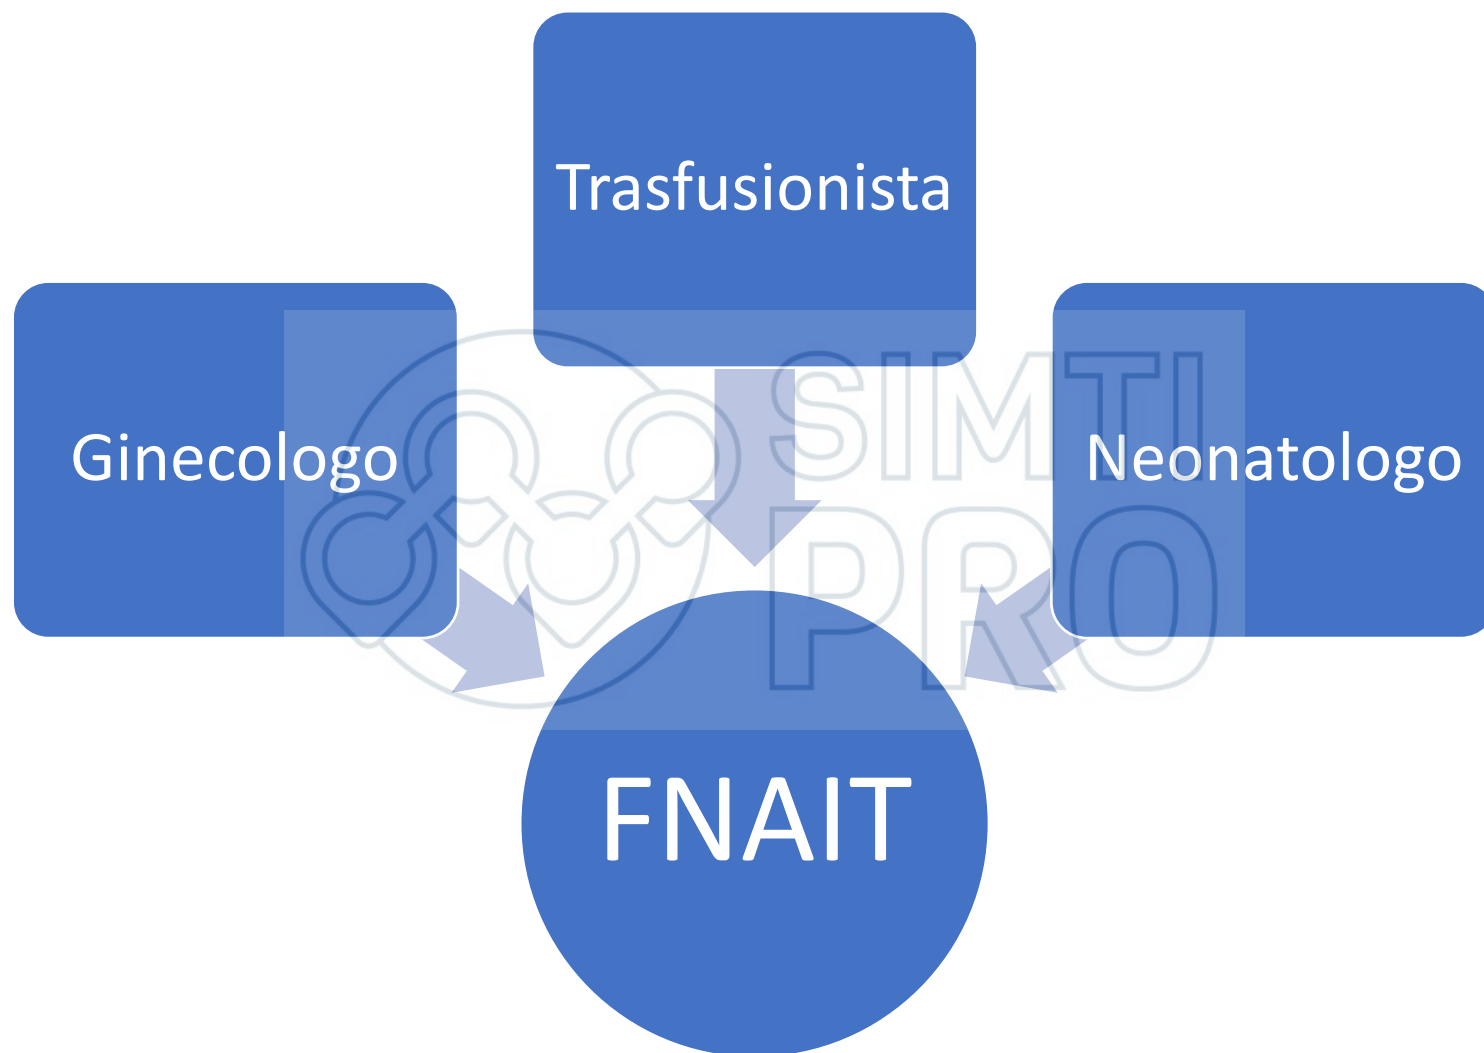 Trasfusionista
Ginecologo
Neonatologo
SIMTI
PRO
FNAIT